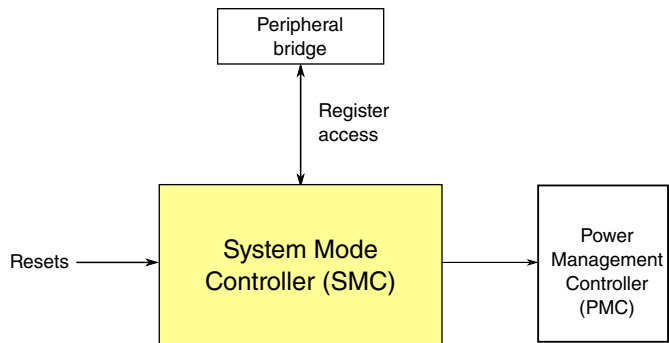 Peripheral
bridge
Register
access
Resets
System Mode
Controller (SMC)
Power
Management
Controller
(PMC)